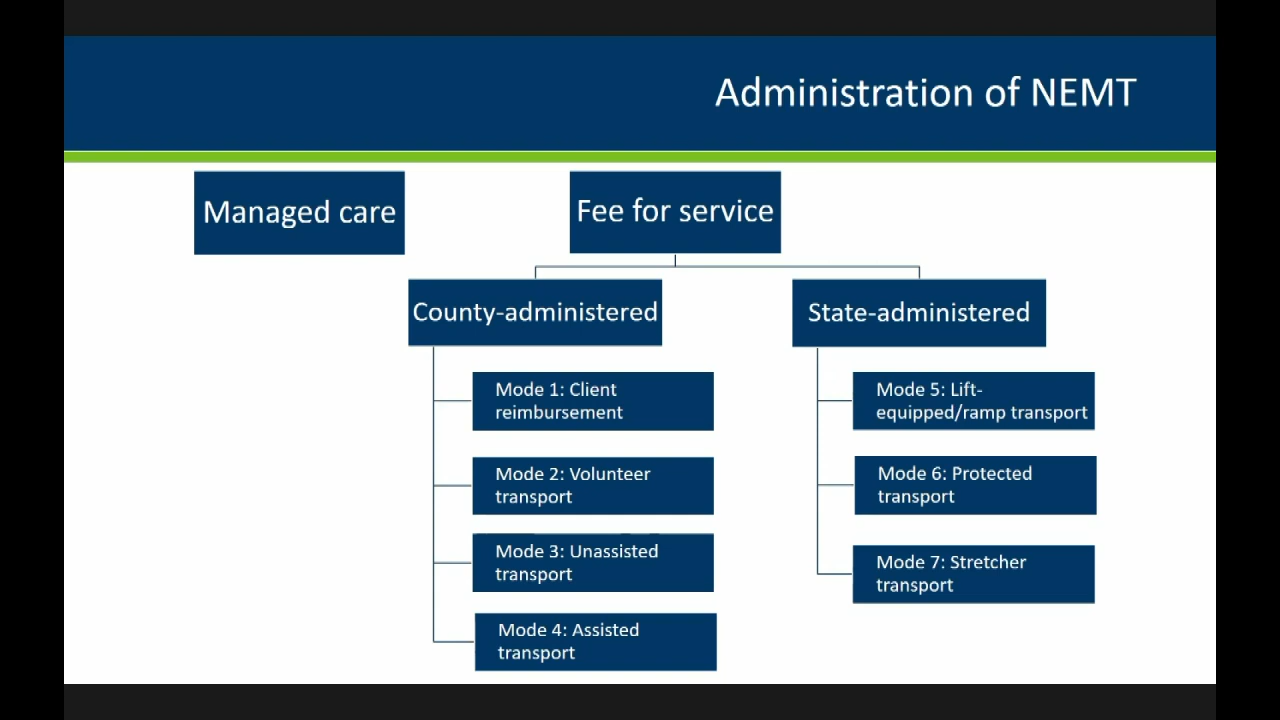 Administration of NEMT
Managed care
Fee for service
County-administered
State-administered
Mode 1: Client
reimbursement
Mode 2: Volunteer
transport
Mode 3: Unassisted
transport
Mode 4: Assisted
transport
Mode 5: Lift-
equipped/ramp transport
Mode 6: Protected
transport
Mode 7: Stretcher
transport